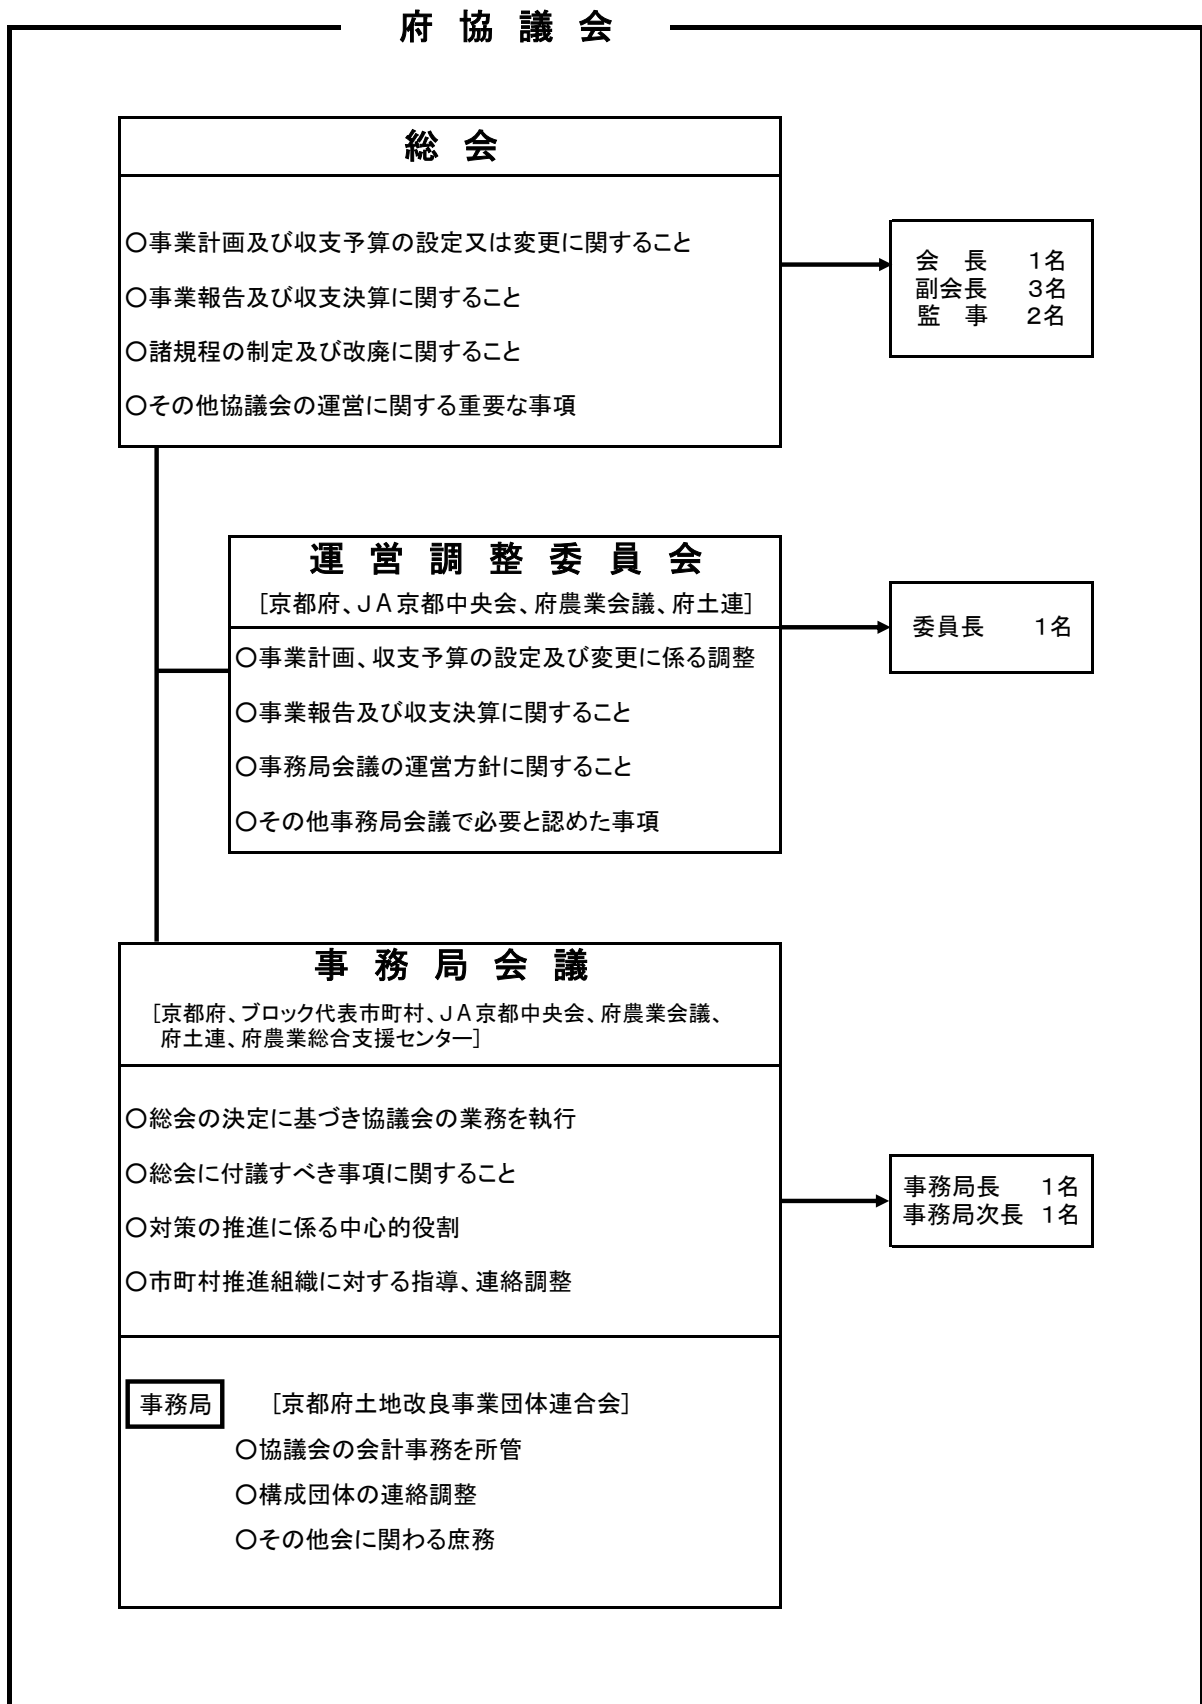 府協議会
総会
○事業計画及び収支予算の設定又は変更に関すること
○事業報告及び収支決算に関すること
○諸規程の制定及び改廃に関すること
○その他協議会の運営に関する重要な事項
会　長　　1名
副会長　　3名
監　事　　2名
運営調整委員会
[京都府、JA京都中央会、府農業会議、府土連]
○事業計画、収支予算の設定及び変更に係る調整
○事業報告及び収支決算に関すること
○事務局会議の運営方針に関すること
○その他事務局会議で必要と認めた事項
委員長　　1名
事務局会議
[京都府、ブロック代表市町村、JA京都中央会、府農業会議、
府土連、府農業総合支援センター]
○総会の決定に基づき協議会の業務を執行
○総会に付議すべき事項に関すること
○対策の推進に係る中心的役割
○市町村推進組織に対する指導、連絡調整
事務局長　　1名
事務局次長　1名
事務局　　[京都府土地改良事業団体連合会]
○協議会の会計事務を所管
○構成団体の連絡調整
○その他会に関わる庶務